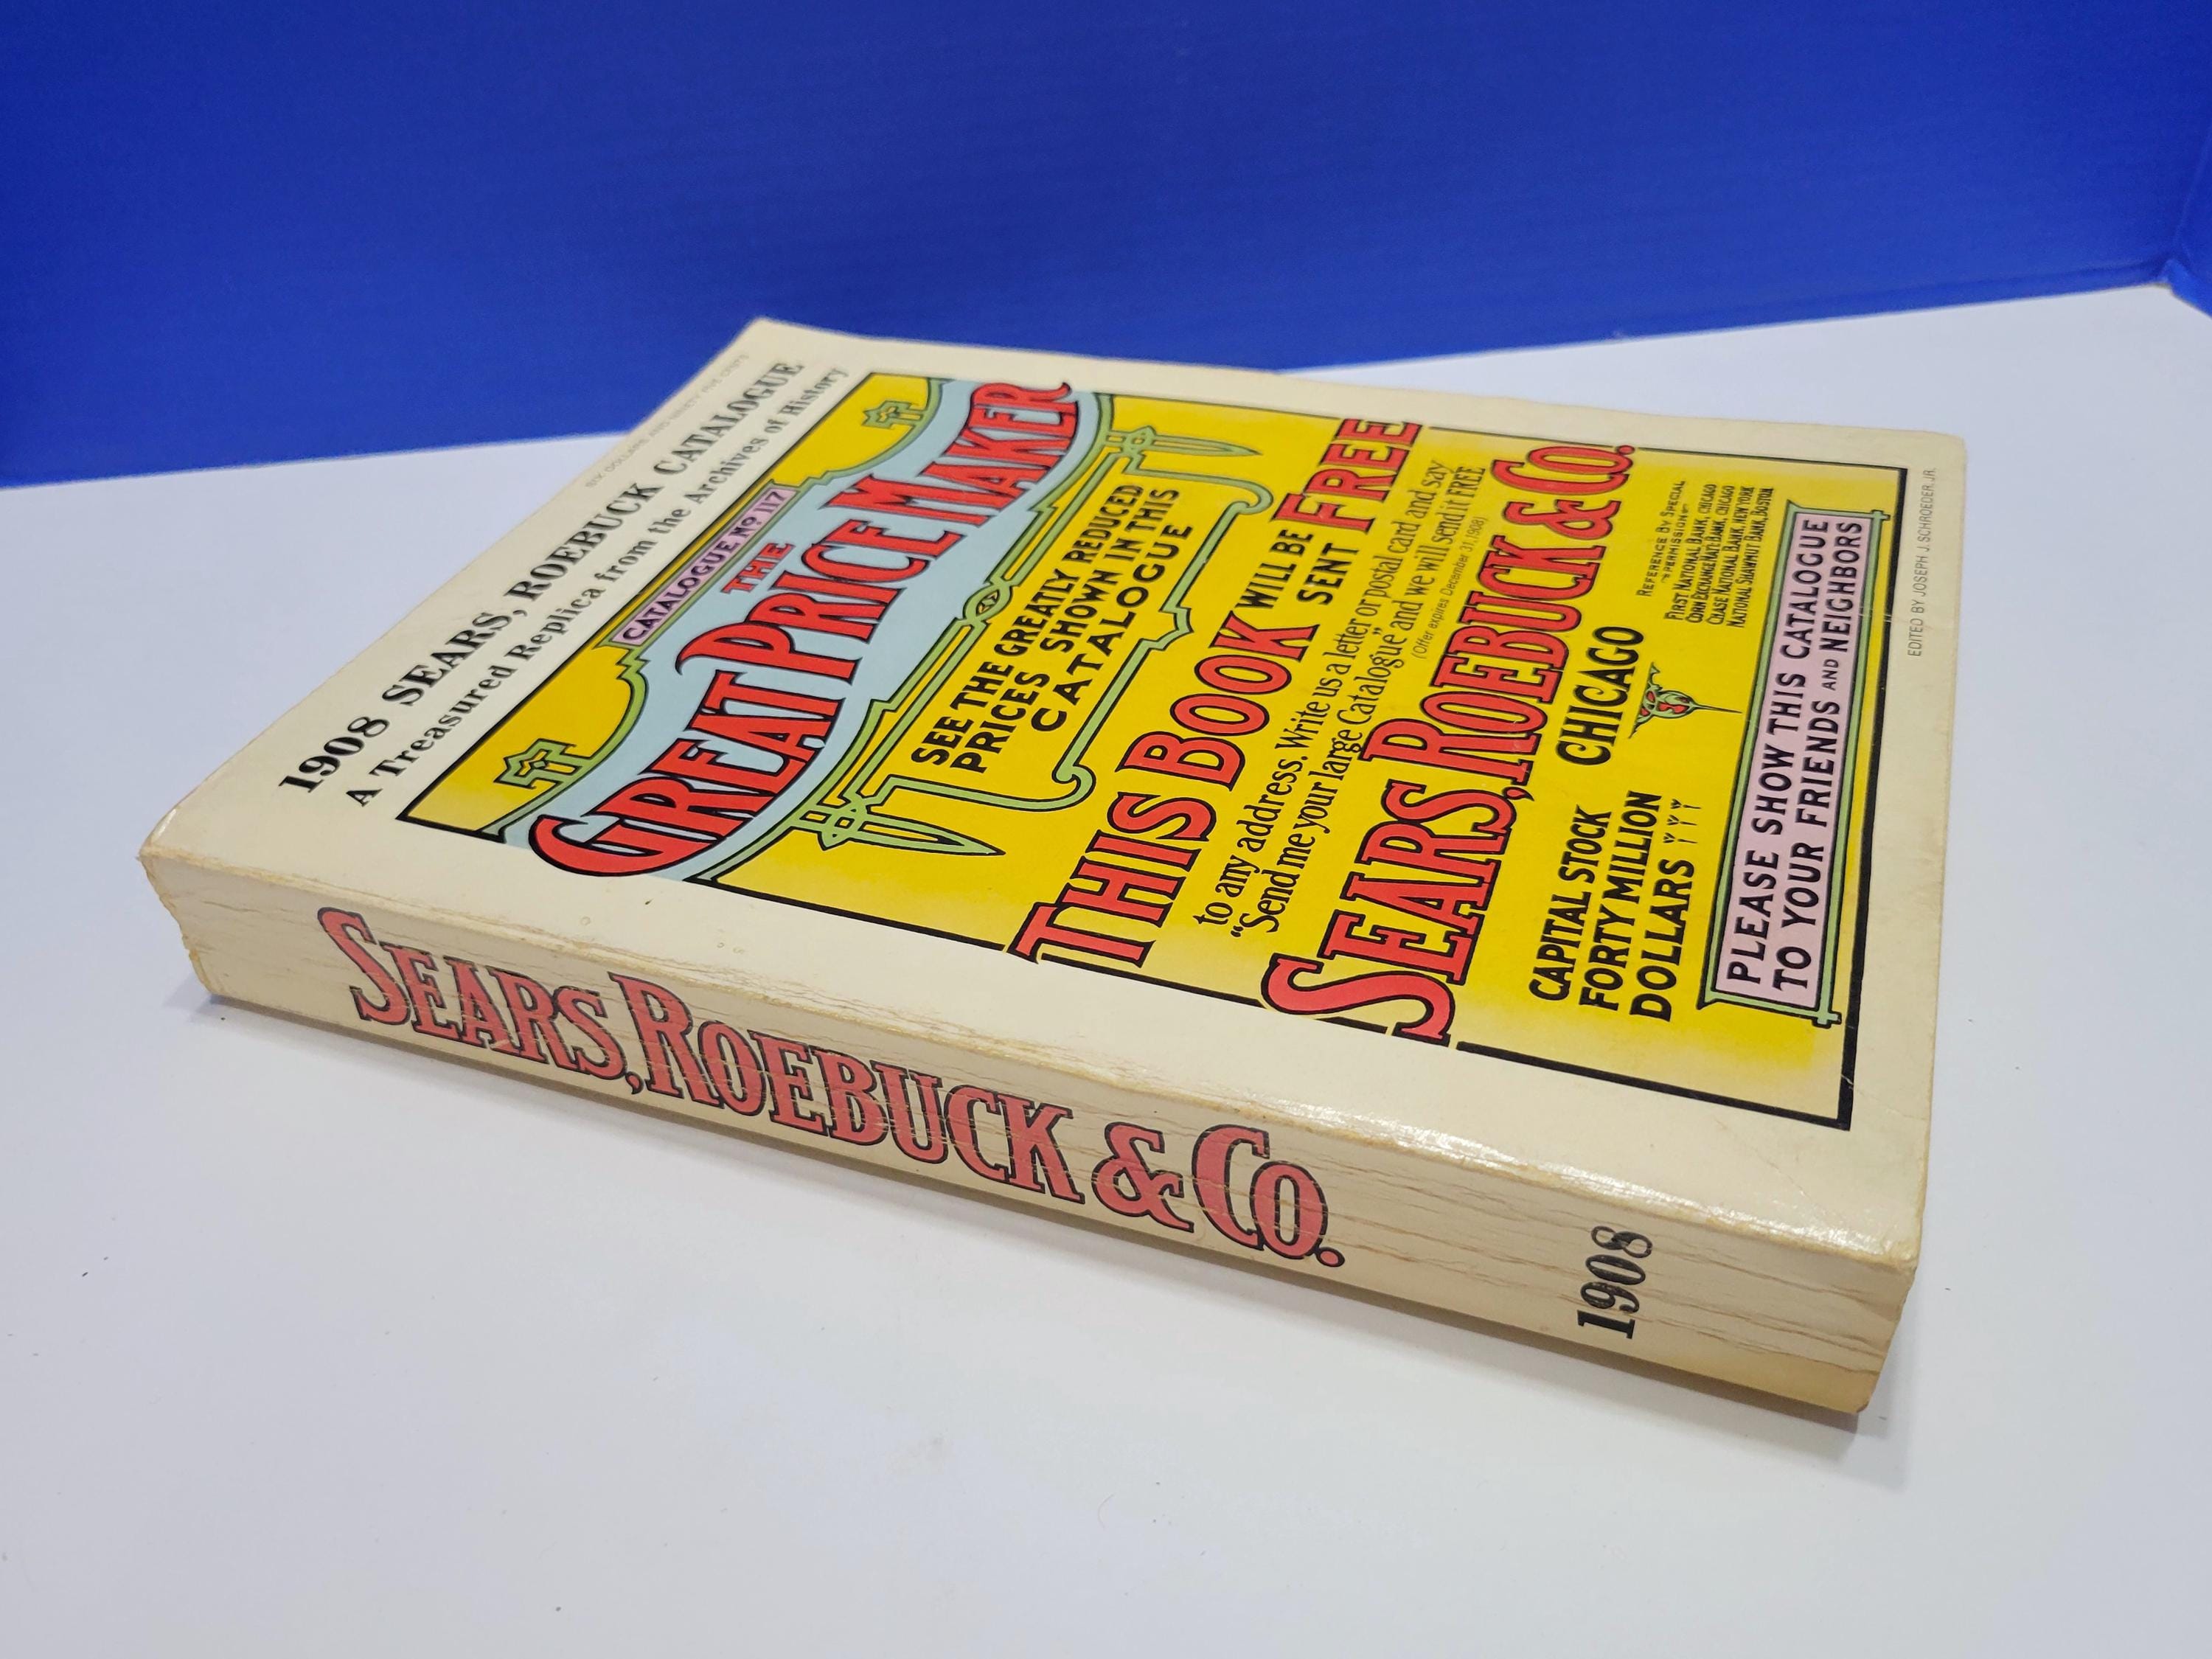 SIX DOLLARS AND NINETY FIVE CENTS
1908 SEARS, ROEBUCK CATALOGUE
A Treasured Replica from the Archives of History
CATALOGUE No 117
THE
GREAT PRICE MAKER
SEE THE GREATLY REDUCED
PRICES SHOWN IN THIS
CATALOGUE
THIS BOOK WILL BE
SENT FREE
to any address. Write us a letter or postal card and say
"Send me your large Catalogue" and we will send it FREE
(Offer expires December 31, 1908)
SEARS, ROEBUCK & CO.
CHICAGO
CAPITAL STOCK
FORTY MILLION
DOLLARS
REFERENCE BY SPECIAL
PERMISSION
FIRST NATIONAL BANK, CHICAGO
CORN EXCHANGE NAT. BANK, CHICAGO
CHASE NATIONAL BANK, NEW YORK
NATIONAL SHAWMUT BANK, BOSTON
PLEASE SHOW THIS CATALOGUE
TO YOUR FRIENDS AND NEIGHBORS
EDITED BY JOSEPH J. SCHROEDER, JR.
SEARS, ROEBUCK & CO.
1908